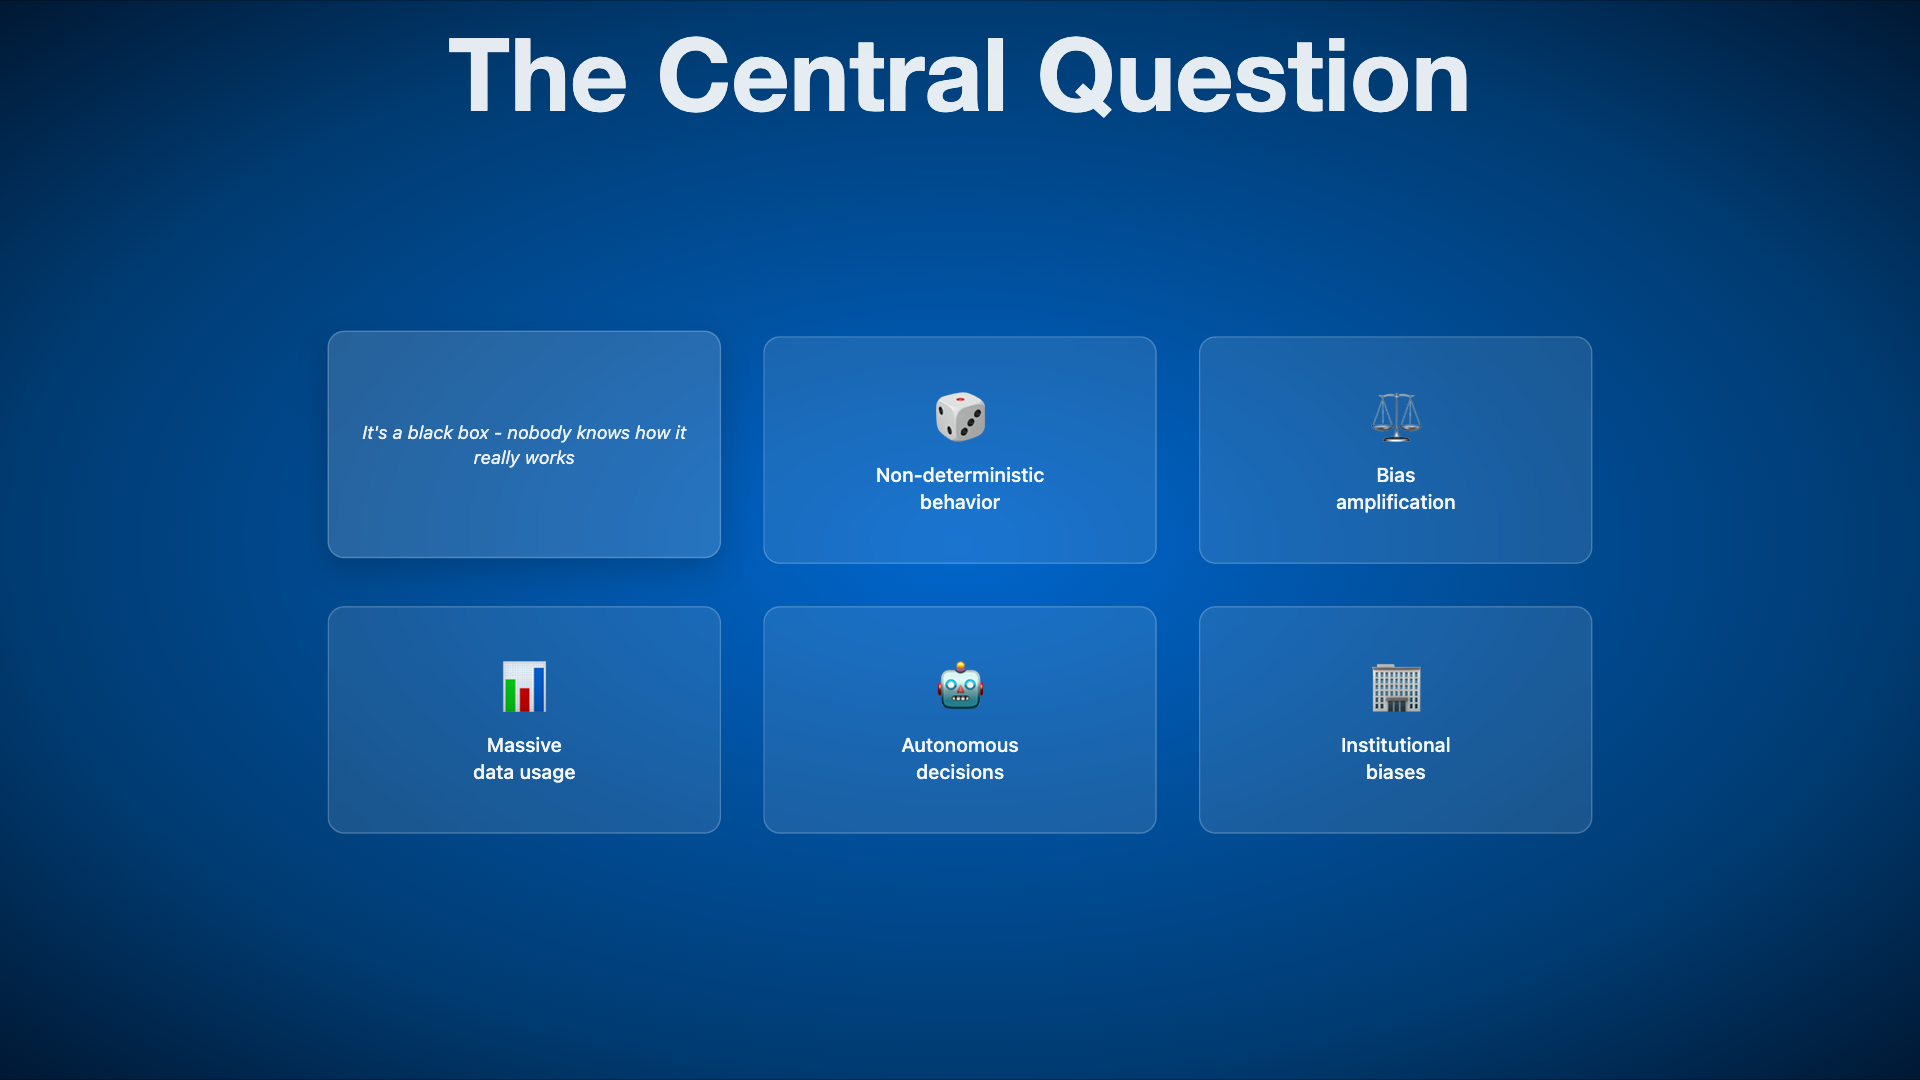 The Central Question
It's a black box - nobody knows how it
really works
Non-deterministic
behavior
Bias
amplification
Massive
data usage
Autonomous
decisions
Institutional
biases